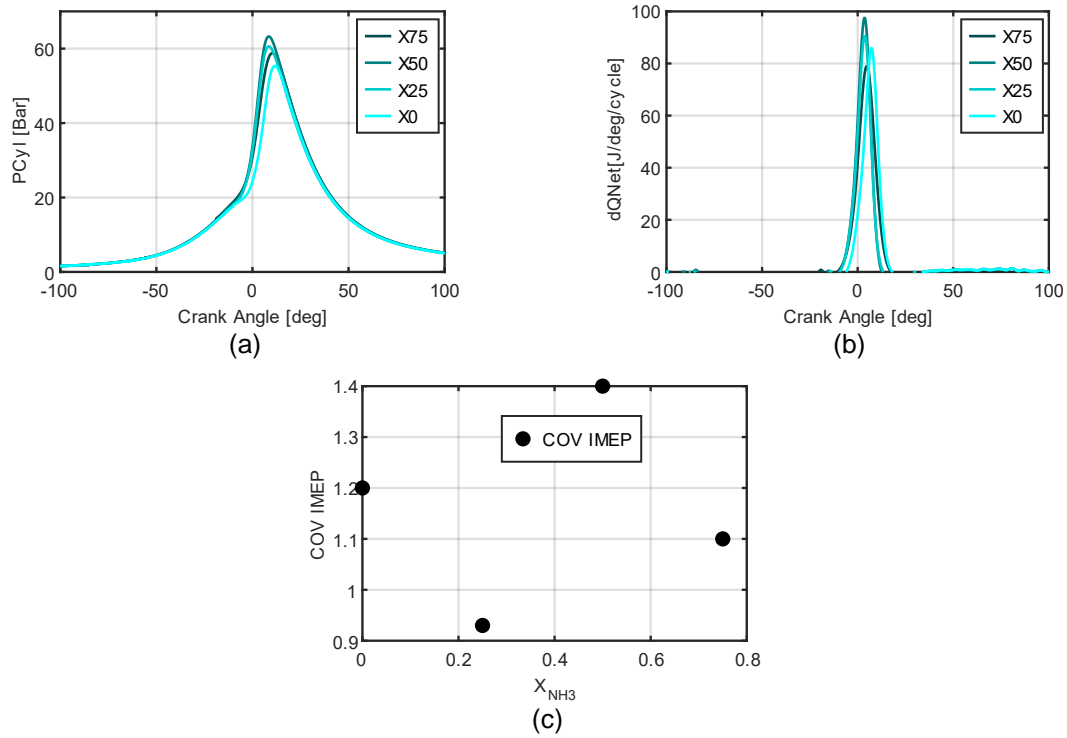 PCyl [Bar]
60
40
20
0
X75
X50
X25
X0
-100
-50
0
50
100
Crank Angle [deg]
(a)
dQNet[J/deg/cycle]
100
80
60
40
20
0
X75
X50
X25
X0
-100
-50
0
50
100
Crank Angle [deg]
(b)
COV IMEP
1.4
1.3
1.2
1.1
1
0.9
COV IMEP
0
0.2
0.4
0.6
0.8
X_NH3
(c)